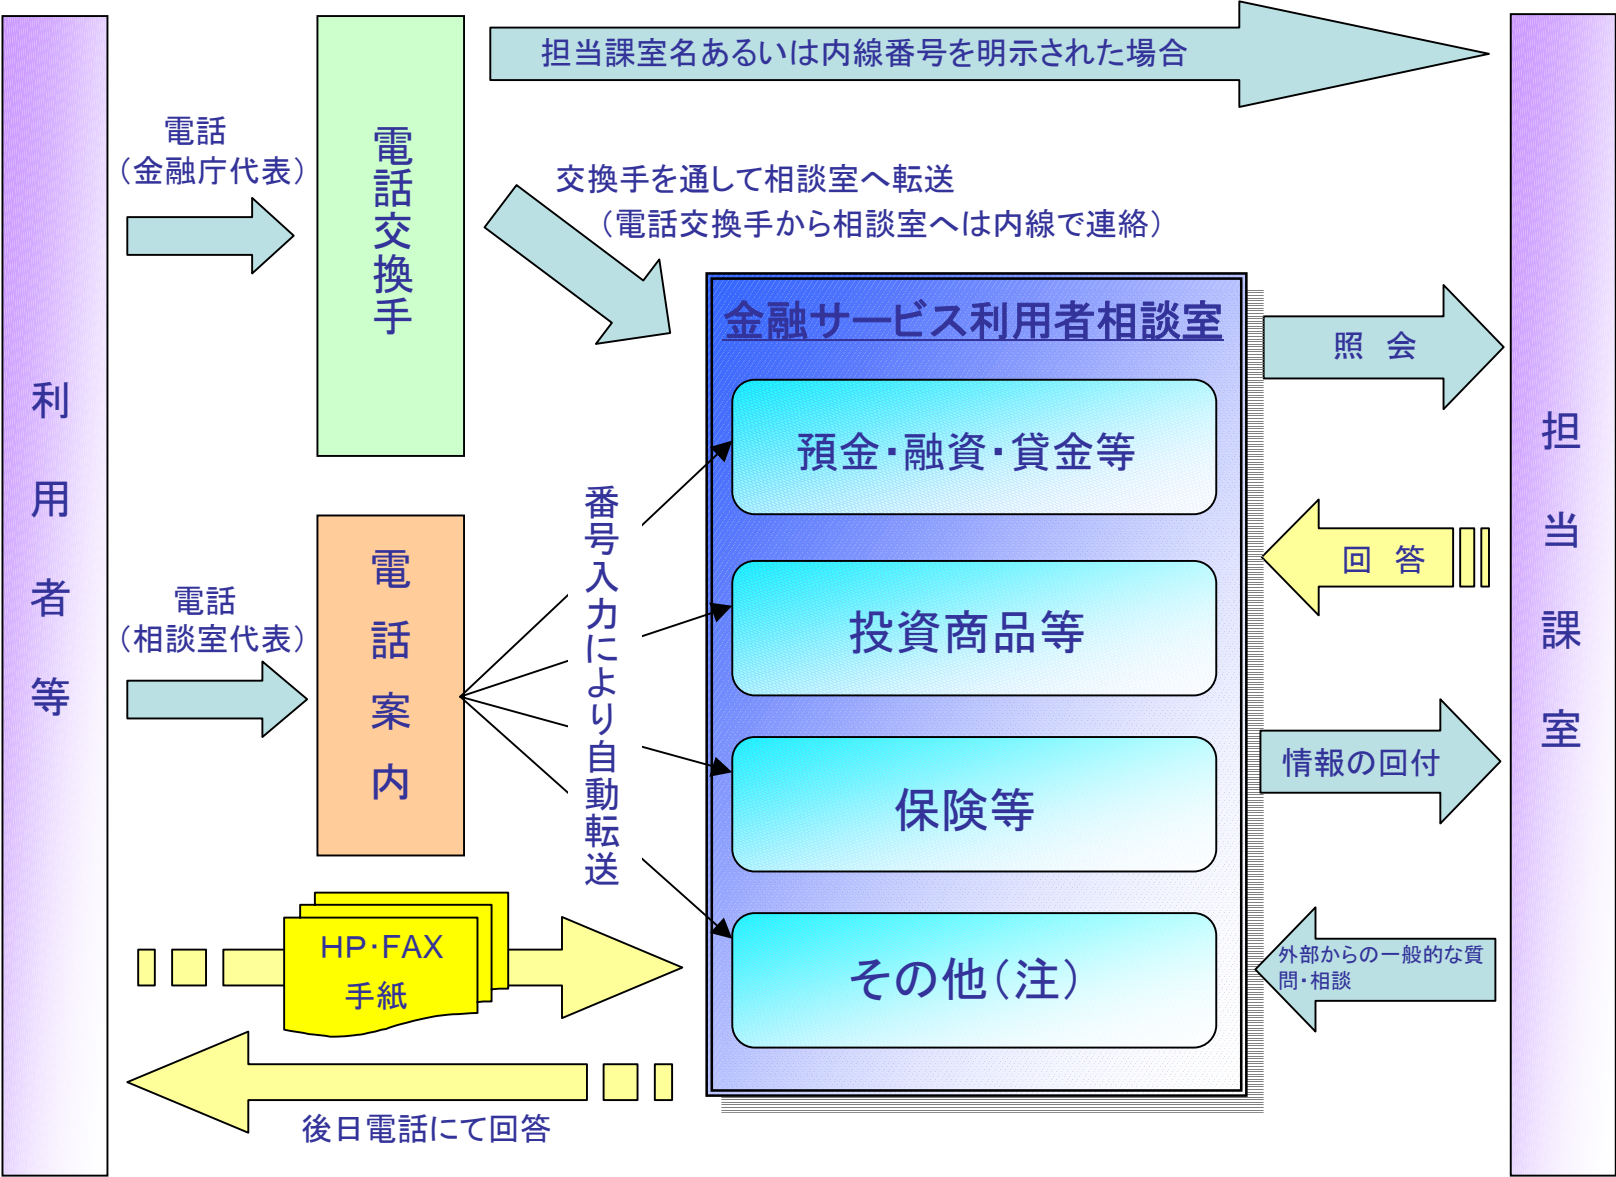 担当課室名あるいは内線番号を明示された場合
電話
（金融庁代表）
電話交換手
交換手を通して相談室へ転送
（電話交換手から相談室へは内線で連絡）
利用者等
金融サービス利用者相談室
照　会
担当課室
預金・融資・貸金等
番号入力により自動転送
回　答
電話案内
電話
（相談室代表）
投資商品等
情報の回付
保険等
HP・FAX
手紙
その他（注）
外部からの一般的な質
問・相談
後日電話にて回答